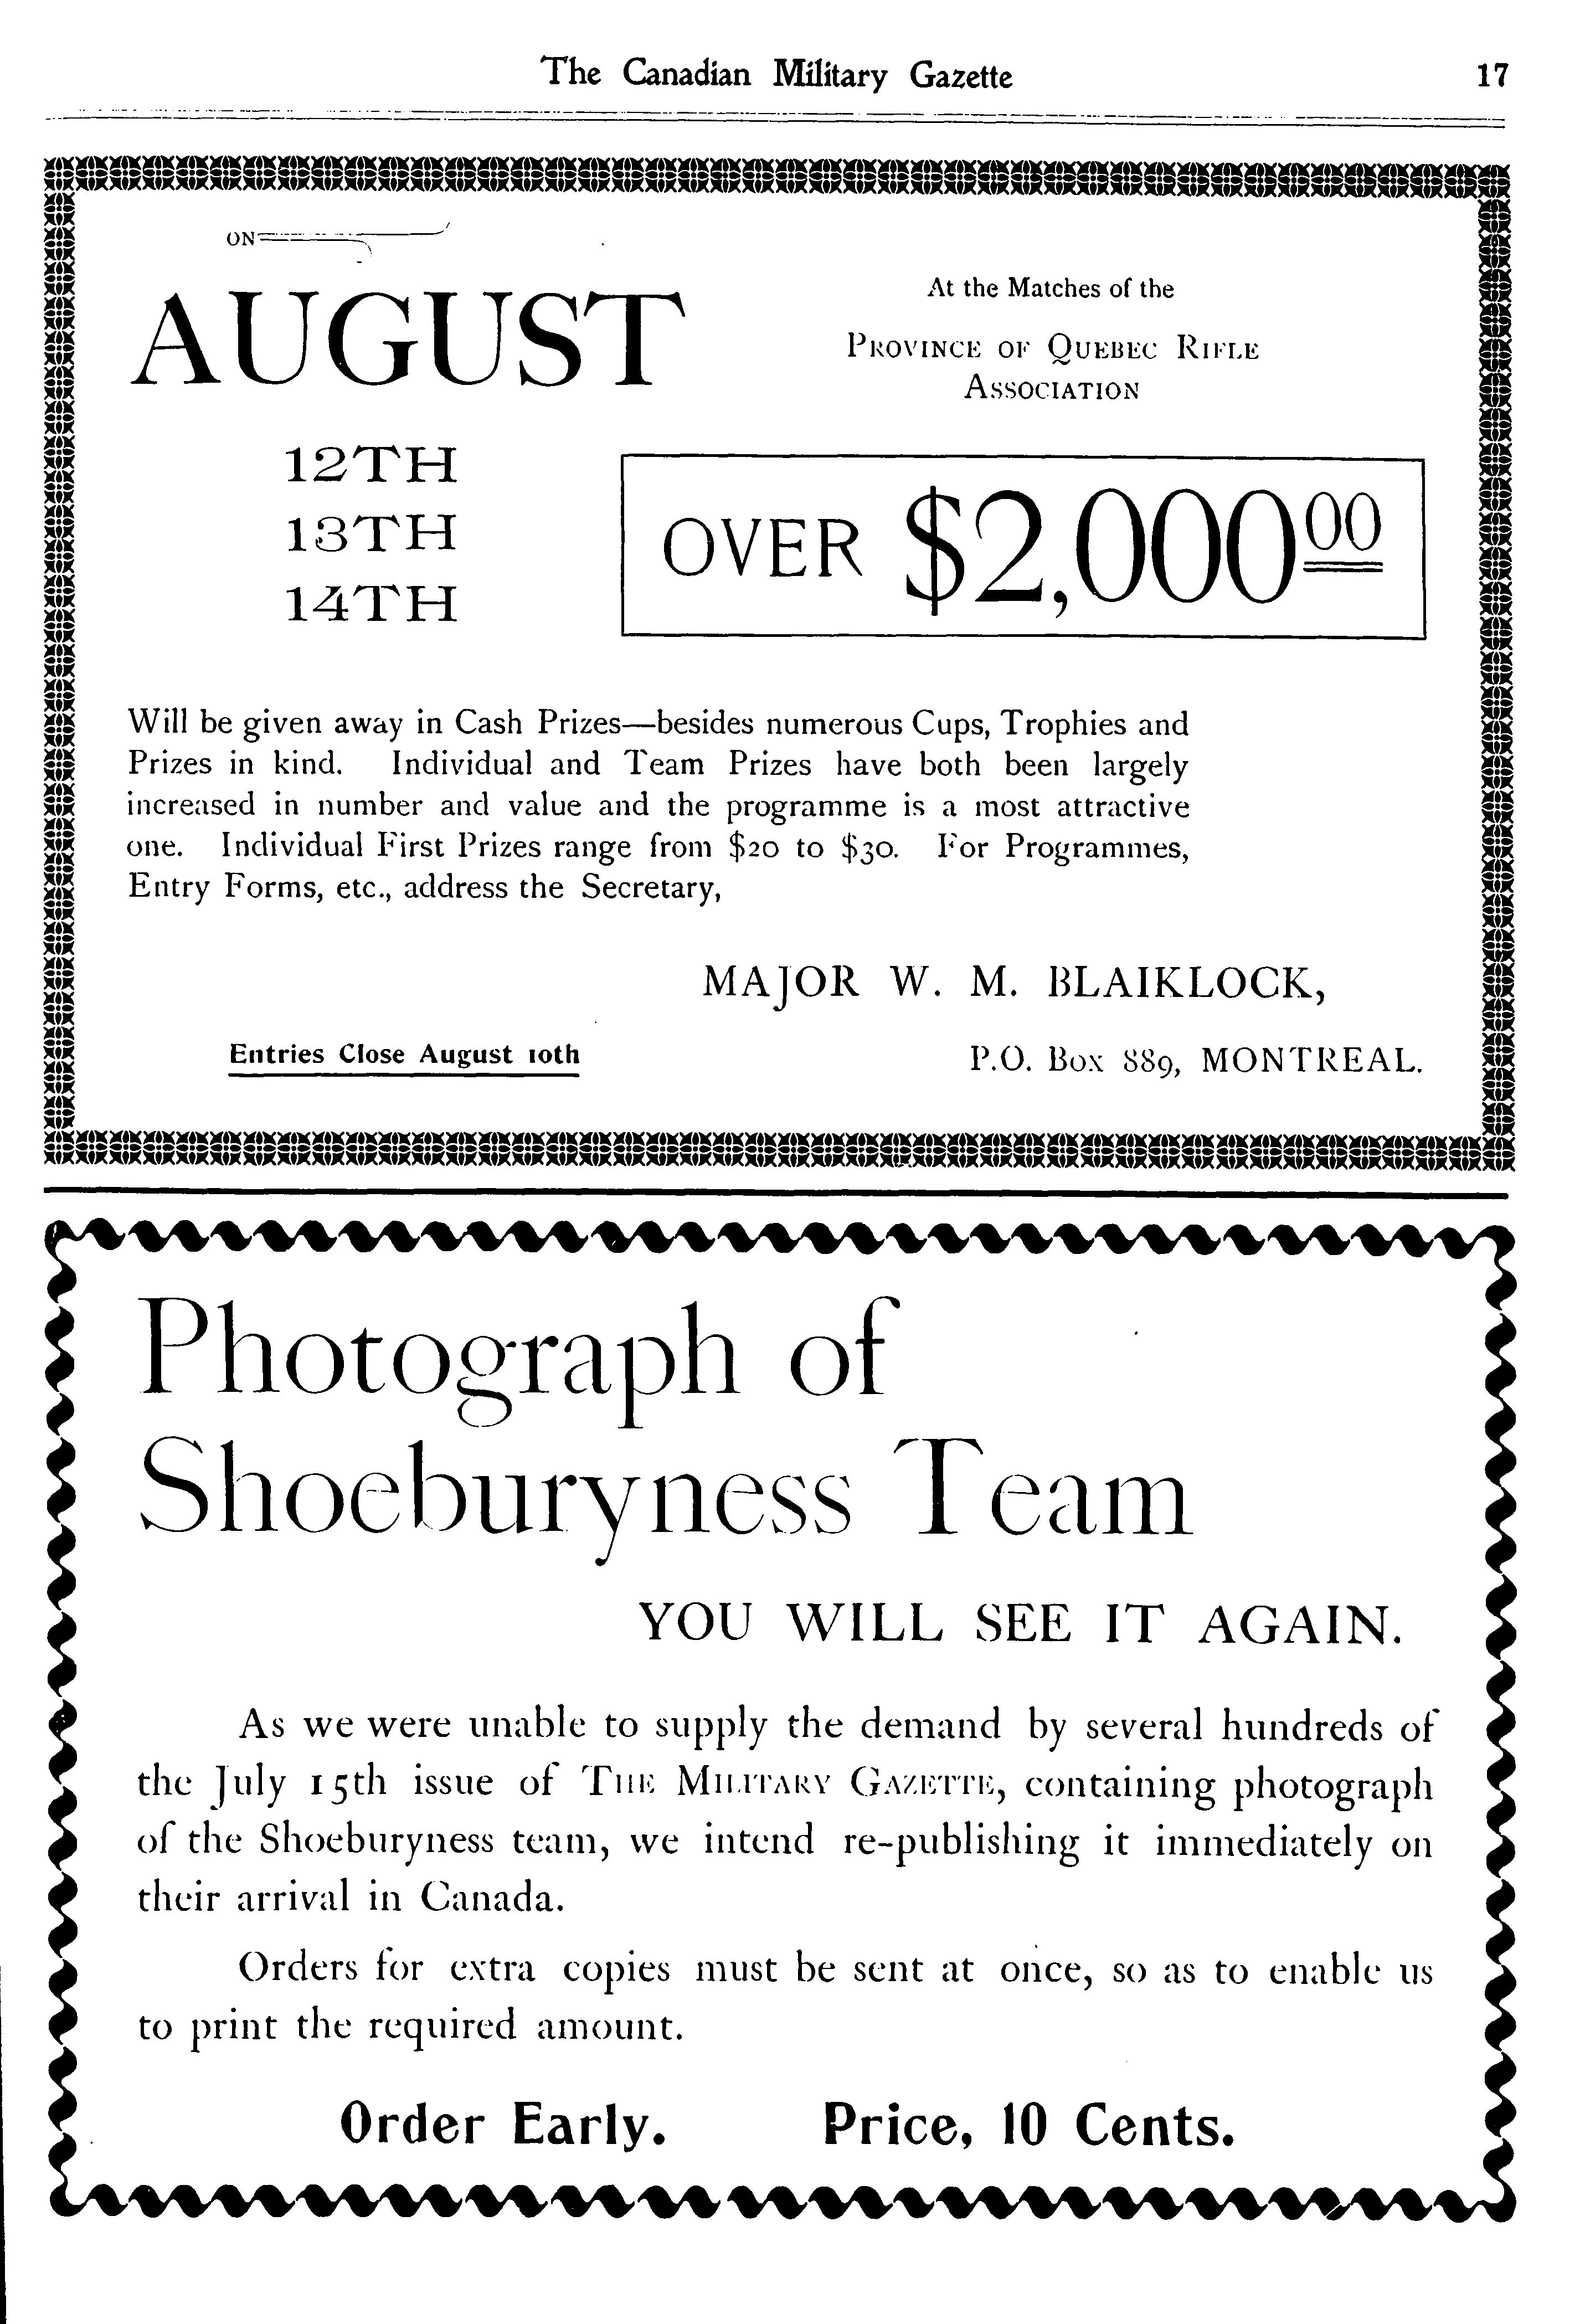 The Canadian Military Gazette 17
ON
AUGUST
12TH
13TH
14TH
At the Matches of the
PROVINCE OF QUEBEC RIFLE
ASSOCIATION
OVER $2,000 00
Will be given away in Cash Prizes—besides numerous Cups, Trophies and
Prizes in kind. Individual and Team Prizes have both been largely
increased in number and value and the programme is a most attractive
one. Individual First Prizes range from $20 to $30. For Programmes,
Entry Forms, etc., address the Secretary,
MAJOR W. M. BLAIKLOCK,
Entries Close August 10th
P.O. Box 889, MONTREAL.
Photograph of
Shoeburyness Team
YOU WILL SEE IT AGAIN.
As we were unable to supply the demand by several hundreds of
the July 15th issue of THE MILITARY GAZETTE, containing photograph
of the Shoeburyness team, we intend re-publishing it immediately on
their arrival in Canada.
Orders for extra copies must be sent at once, so as to enable us
to print the required amount.
Order Early. Price, 10 Cents.